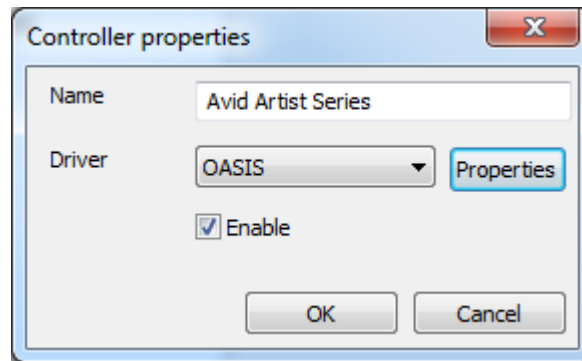 Controller properties
Name Avid Artist Series
Driver OASIS Properties
Enable
OK Cancel